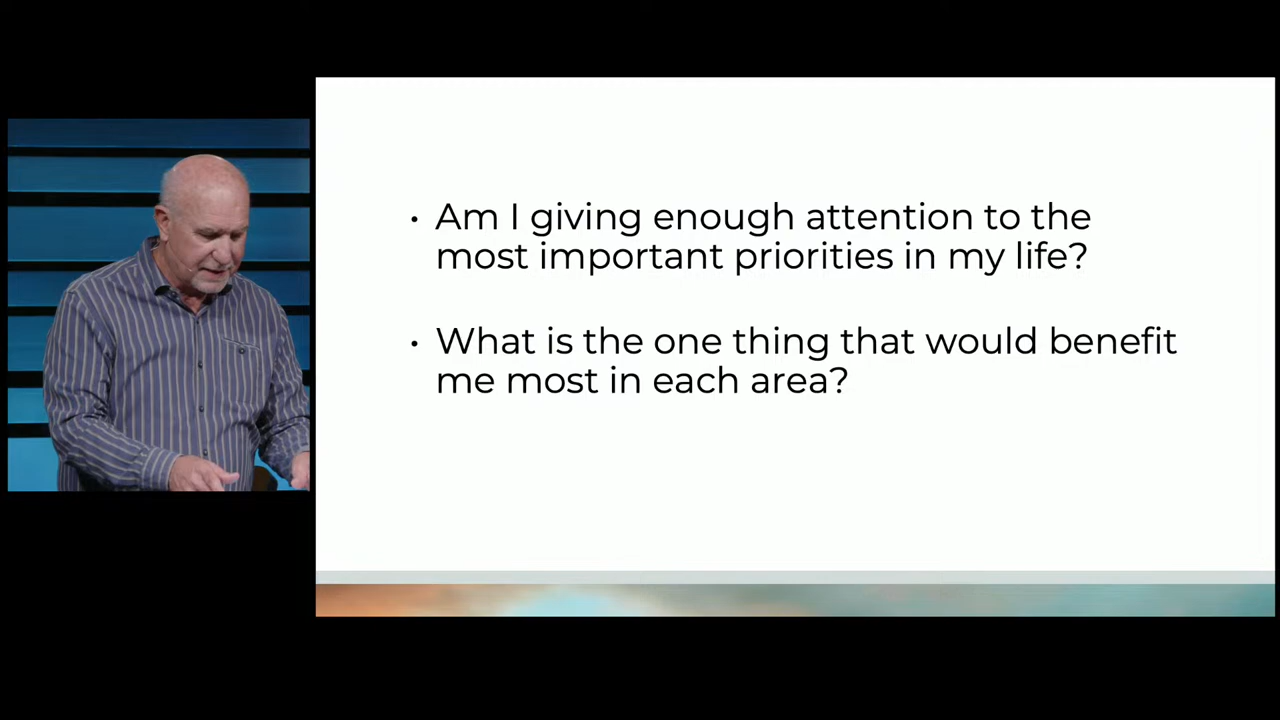 • Am I giving enough attention to the
most important priorities in my life?
• What is the one thing that would benefit
me most in each area?